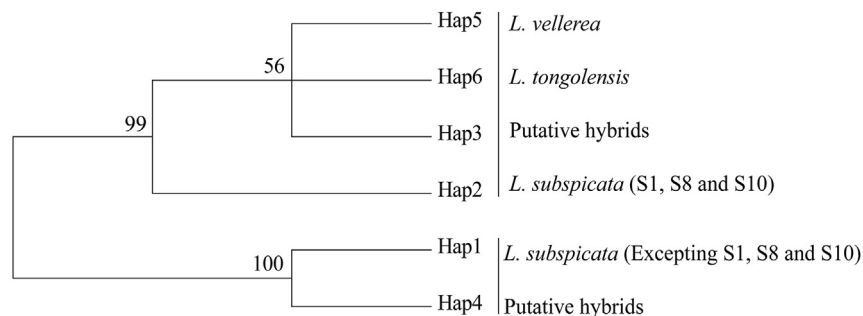 Hap5 L. vellerea
56
Hap6 L. tongolensis
99
Hap3 Putative hybrids
Hap2 L. subspicata (S1, S8 and S10)
Hap1 L. subspicata (Excepting S1, S8 and S10)
100
Hap4 Putative hybrids